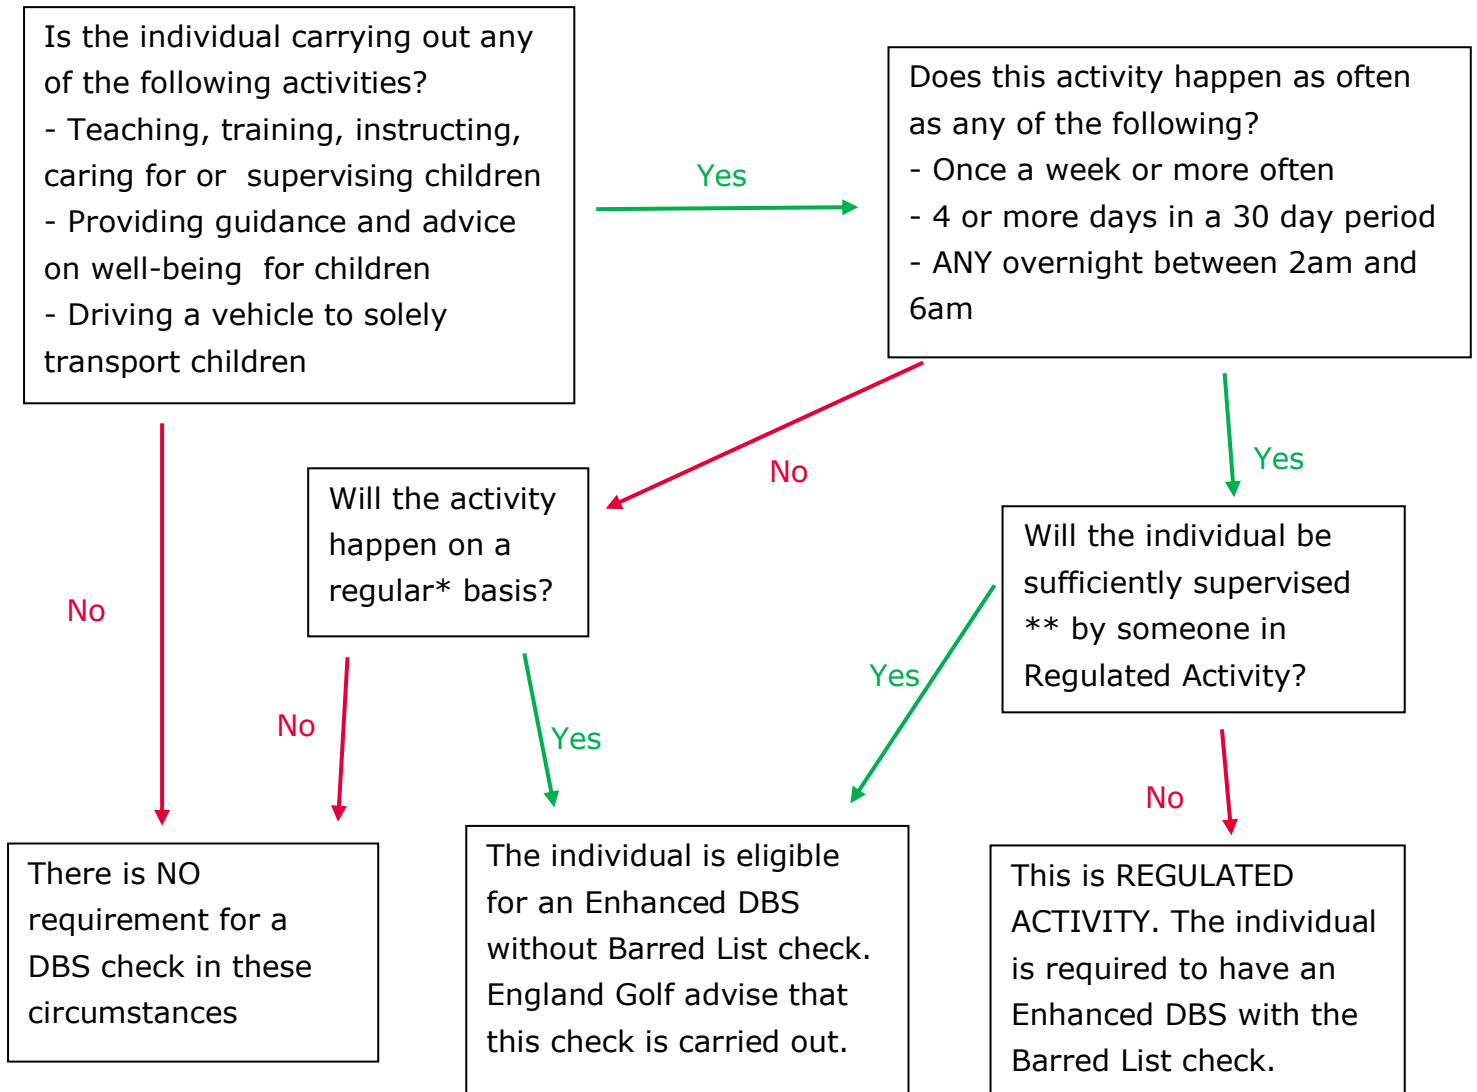 Is the individual carrying out any
of the following activities?
- Teaching, training, instructing,
caring for or  supervising children
- Providing guidance and advice
on well-being  for children
- Driving a vehicle to solely
transport children
Yes
Does this activity happen as often
as any of the following?
- Once a week or more often
- 4 or more days in a 30 day period
- ANY overnight between 2am and
6am
No
No
Yes
Will the activity
happen on a
regular* basis?
Will the individual be
sufficiently supervised
** by someone in
Regulated Activity?
No
Yes
Yes
No
There is NO
requirement for a
DBS check in these
circumstances
The individual is eligible
for an Enhanced DBS
without Barred List check.
England Golf advise that
this check is carried out.
This is REGULATED
ACTIVITY. The individual
is required to have an
Enhanced DBS with the
Barred List check.